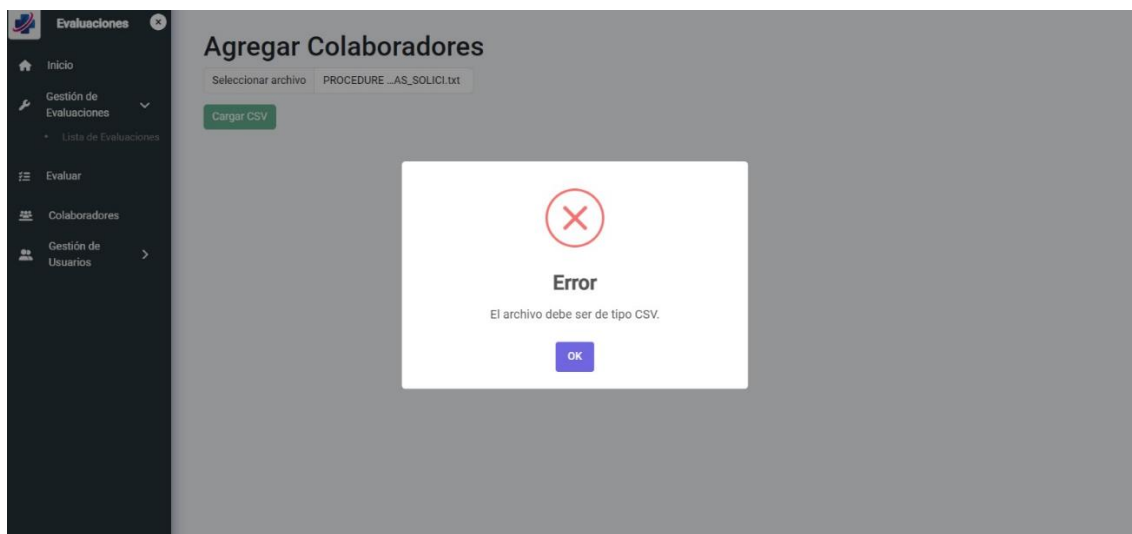 Evaluaciones
Inicio
Gestión de
Evaluaciones
Lista de Evaluaciones
Evaluar
Colaboradores
Gestión de
Usuarios
Agregar Colaboradores
Seleccionar archivo PROCEDURE ...AS_SOLICI.txt
Cargar CSV
Error
El archivo debe ser de tipo CSV.
OK